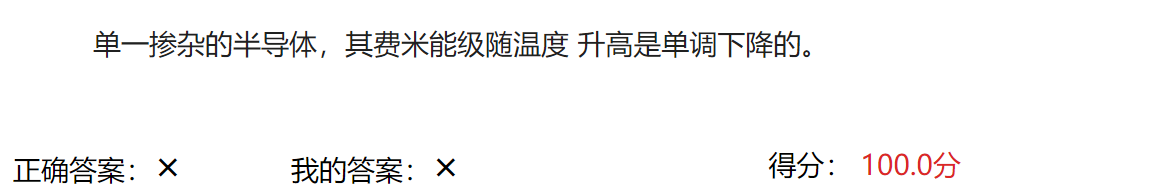 单一掺杂的半导体，其费米能级随温度 升高是单调下降的。
正确答案：× 我的答案：× 得分： 100.0分